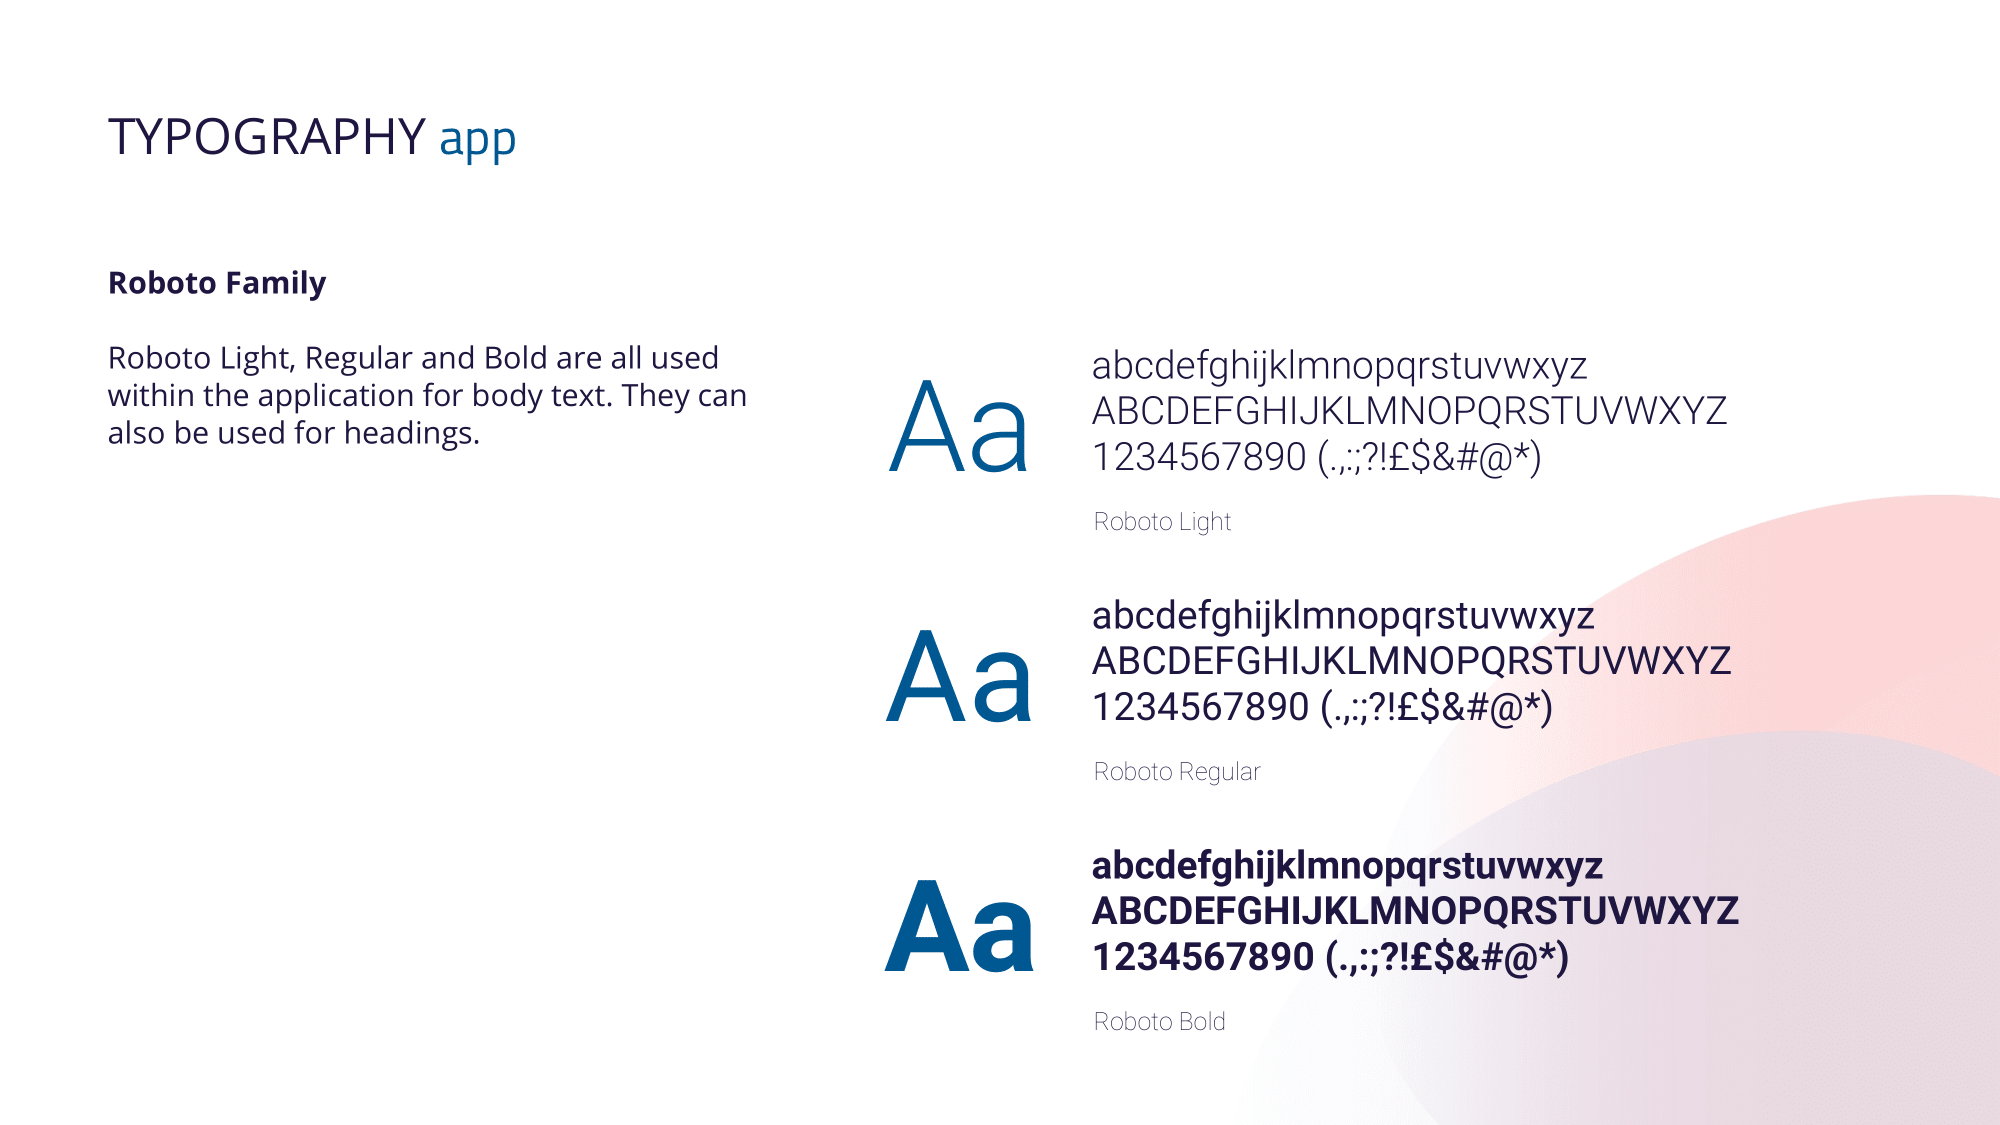 TYPOGRAPHY app
Roboto Family
Roboto Light, Regular and Bold are all used
within the application for body text. They can
also be used for headings.
Aa
abcdefghijklmnopqrstuvwxyz
ABCDEFGHIJKLMNOPQRSTUVWXYZ
1234567890 (.,:;?!£$&#@*)
Roboto Light
Aa
abcdefghijklmnopqrstuvwxyz
ABCDEFGHIJKLMNOPQRSTUVWXYZ
1234567890 (.,:;?!£$&#@*)
Roboto Regular
Aa
abcdefghijklmnopqrstuvwxyz
ABCDEFGHIJKLMNOPQRSTUVWXYZ
1234567890 (.,:;?!£$&#@*)
Roboto Bold